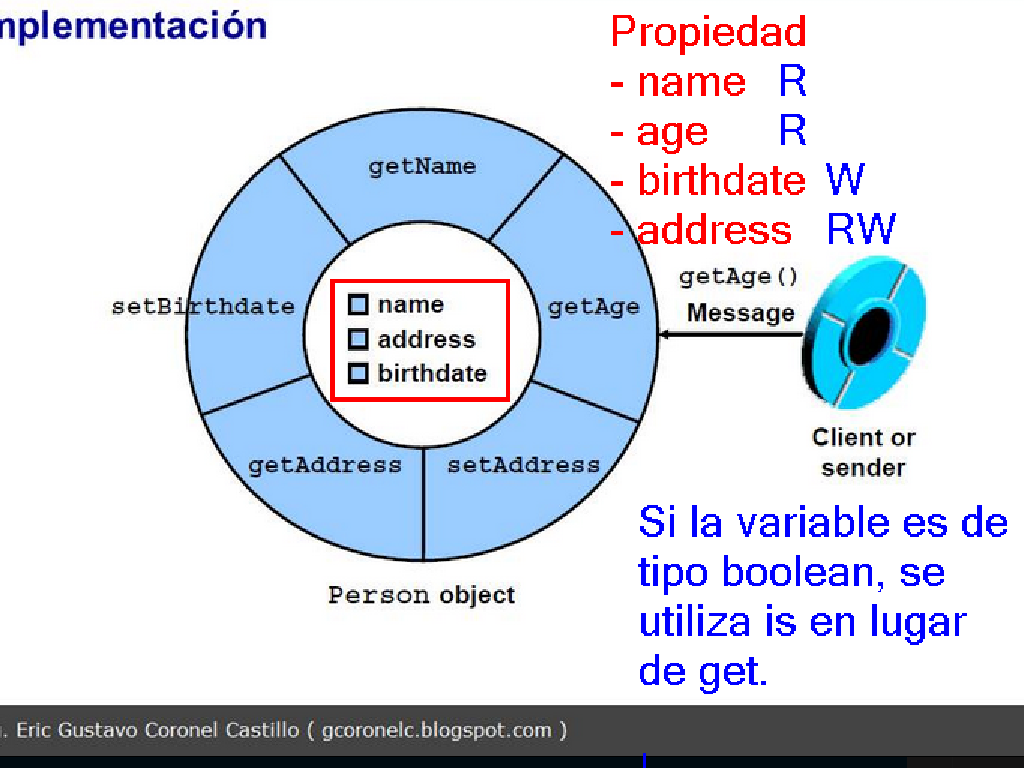 mplementación
Propiedad
- name R
- age R
- birthdate W
- address RW
getName
setBirthdate
getAge
name
address
birthdate
getAge()
Message
getAddress
setAddress
Client or
sender
Person object
Si la variable es de
tipo boolean, se
utiliza is en lugar
de get.
. Eric Gustavo Coronel Castillo ( gcoronelc.blogspot.com )